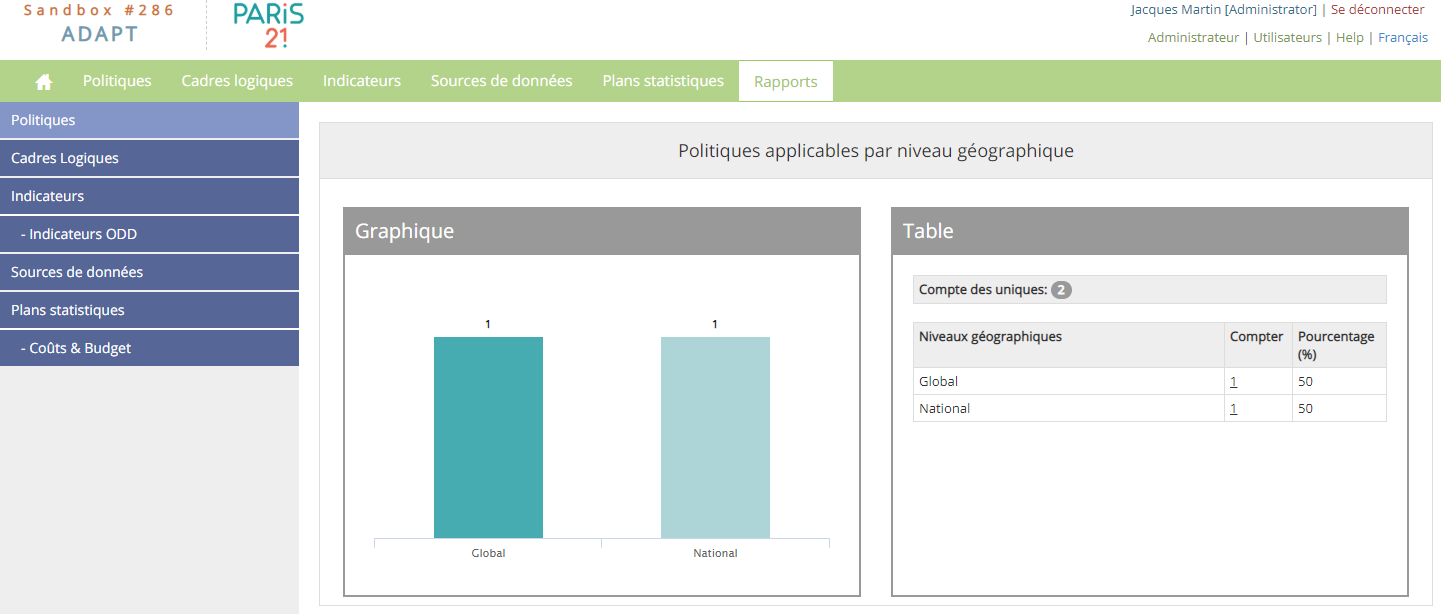 Sandbox #286
ADAPT
PARiS
21
Jacques Martin [Administrator] | Se déconnecter
Administrateur | Utilisateurs | Help | Français
Politiques Cadres logiques Indicateurs Sources de données Plans statistiques Rapports
Politiques
Cadres Logiques
Indicateurs
- Indicateurs ODD
Sources de données
Plans statistiques
- Coûts & Budget
Politiques applicables par niveau géographique
Graphique
1 1
Global National
Table
Compte des uniques: 2
Niveaux géographiques Compter Pourcentage
(%)
Global 1 50
National 1 50